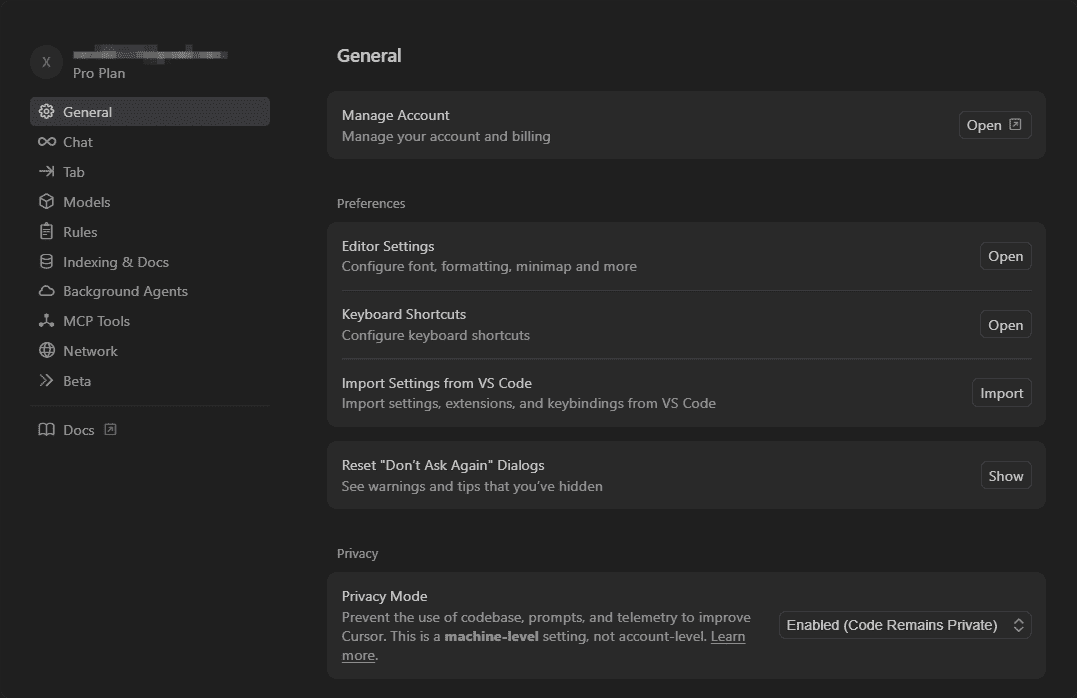 X
Pro Plan
General
Chat
Tab
Models
Rules
Indexing & Docs
Background Agents
MCP Tools
Network
Beta
Docs
General
Manage Account
Manage your account and billing
Open
Preferences
Editor Settings
Configure font, formatting, minimap and more
Open
Keyboard Shortcuts
Configure keyboard shortcuts
Open
Import Settings from VS Code
Import settings, extensions, and keybindings from VS Code
Import
Reset "Don't Ask Again" Dialogs
See warnings and tips that you’ve hidden
Show
Privacy
Privacy Mode
Prevent the use of codebase, prompts, and telemetry to improve
Cursor. This is a machine-level setting, not account-level. Learn
more.
Enabled (Code Remains Private)